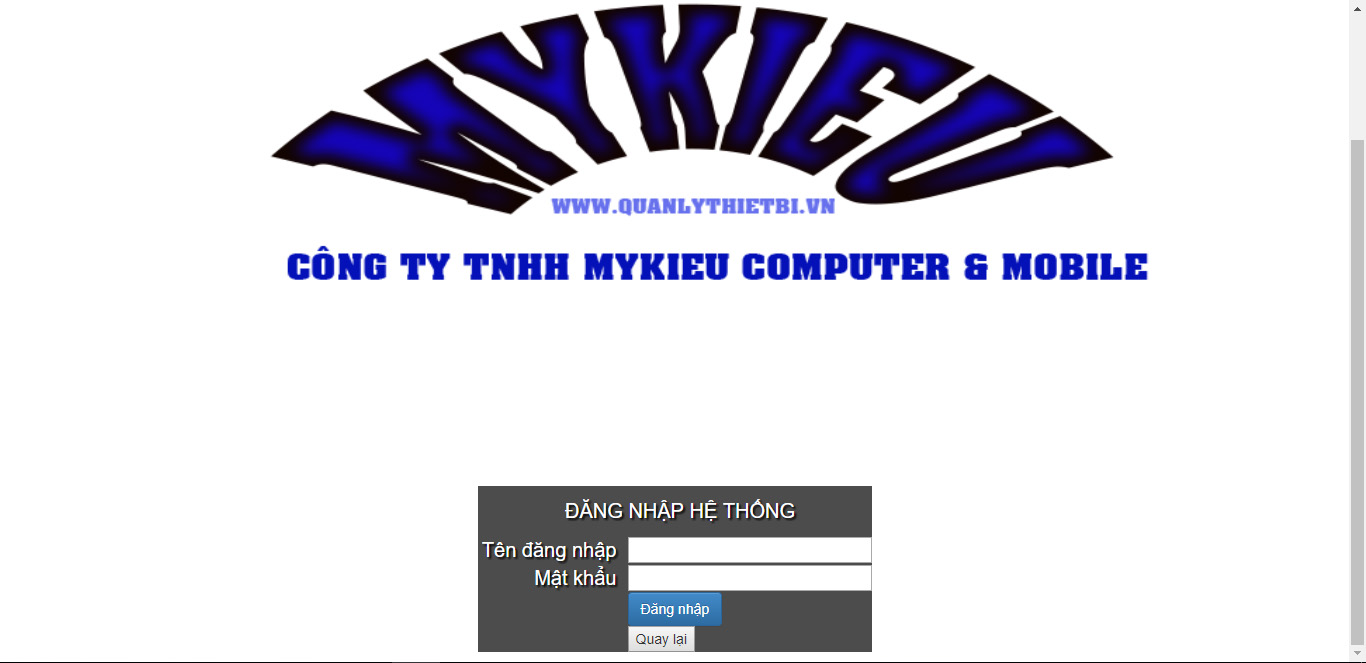 MYKIEU
WWW.QUANLYTHIETBI.VN
CÔNG TY TNHH MYKIEU COMPUTER & MOBILE
ĐĂNG NHẬP HỆ THỐNG
Tên đăng nhập
Mật khẩu
Đăng nhập
Quay lại